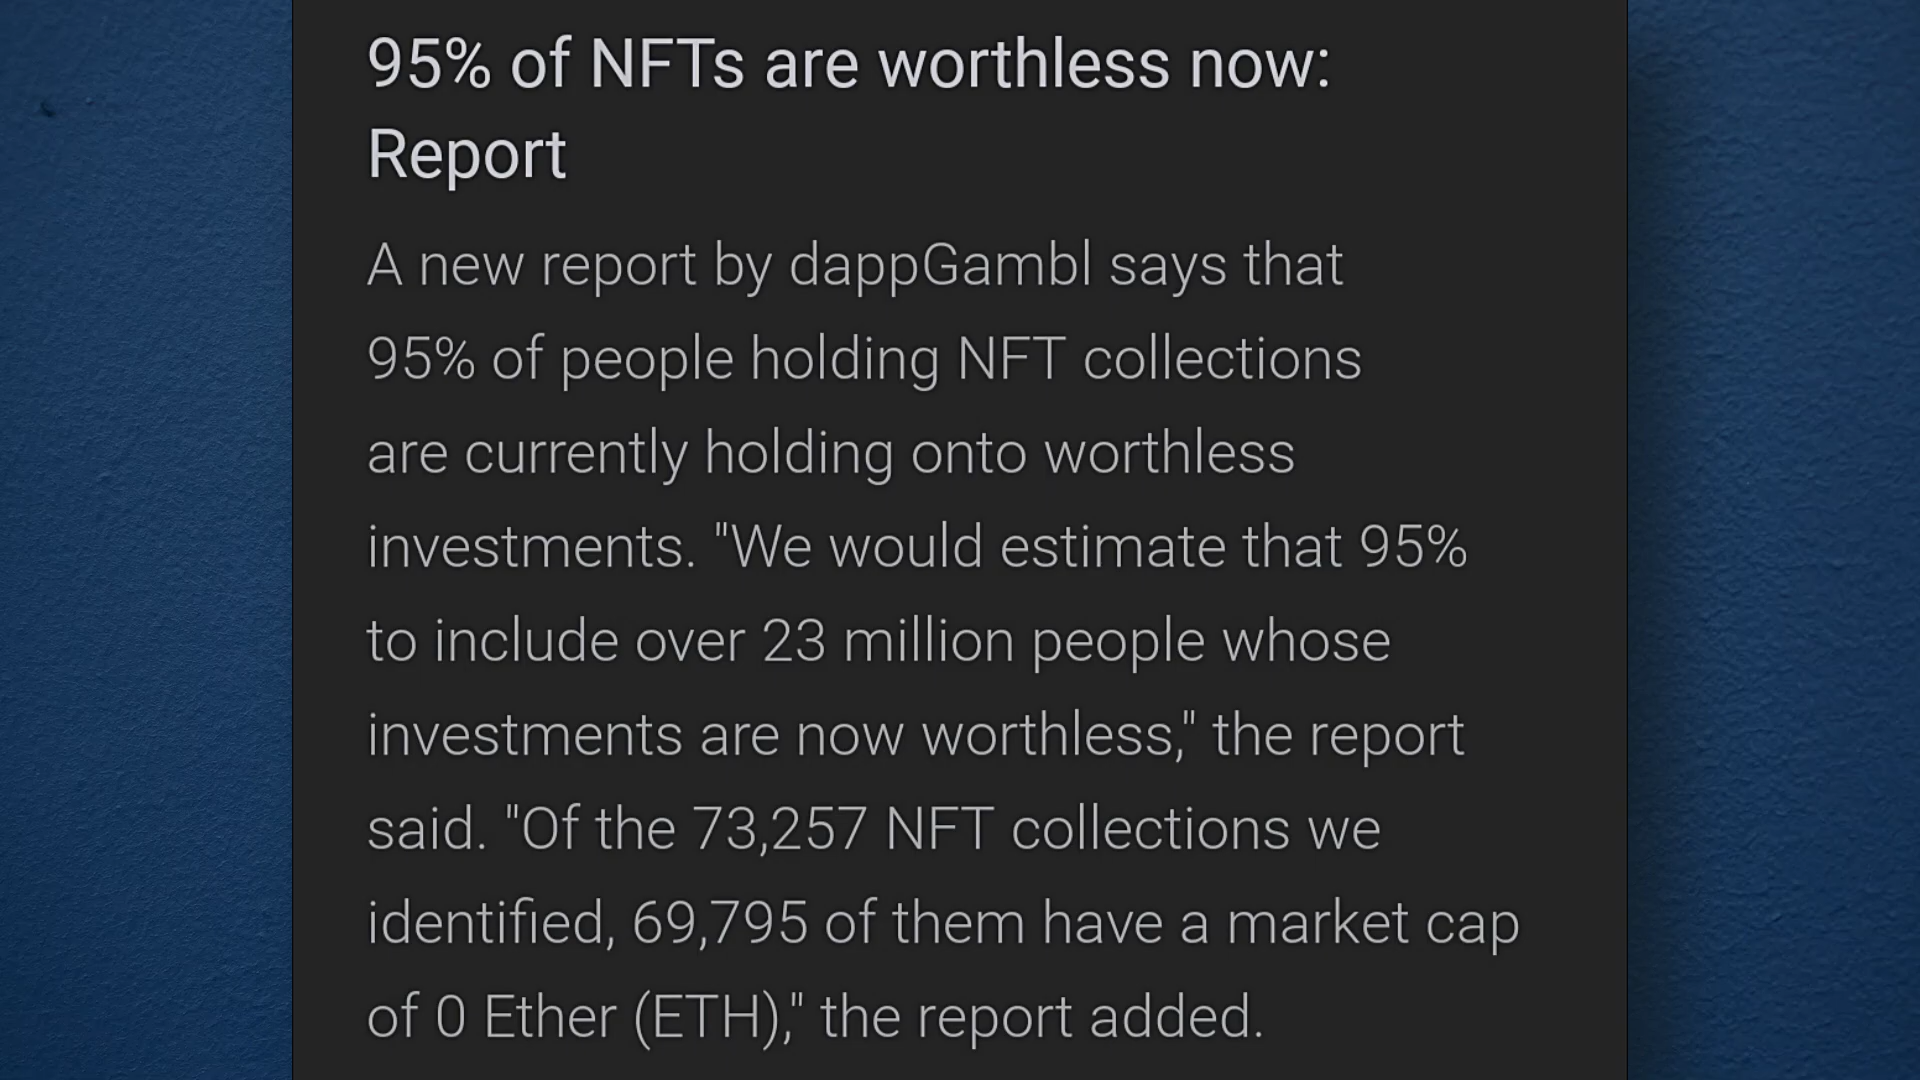 95% of NFTs are worthless now:
Report
A new report by dappGambl says that
95% of people holding NFT collections
are currently holding onto worthless
investments. "We would estimate that 95%
to include over 23 million people whose
investments are now worthless," the report
said. "Of the 73,257 NFT collections we
identified, 69,795 of them have a market cap
of 0 Ether (ETH)," the report added.